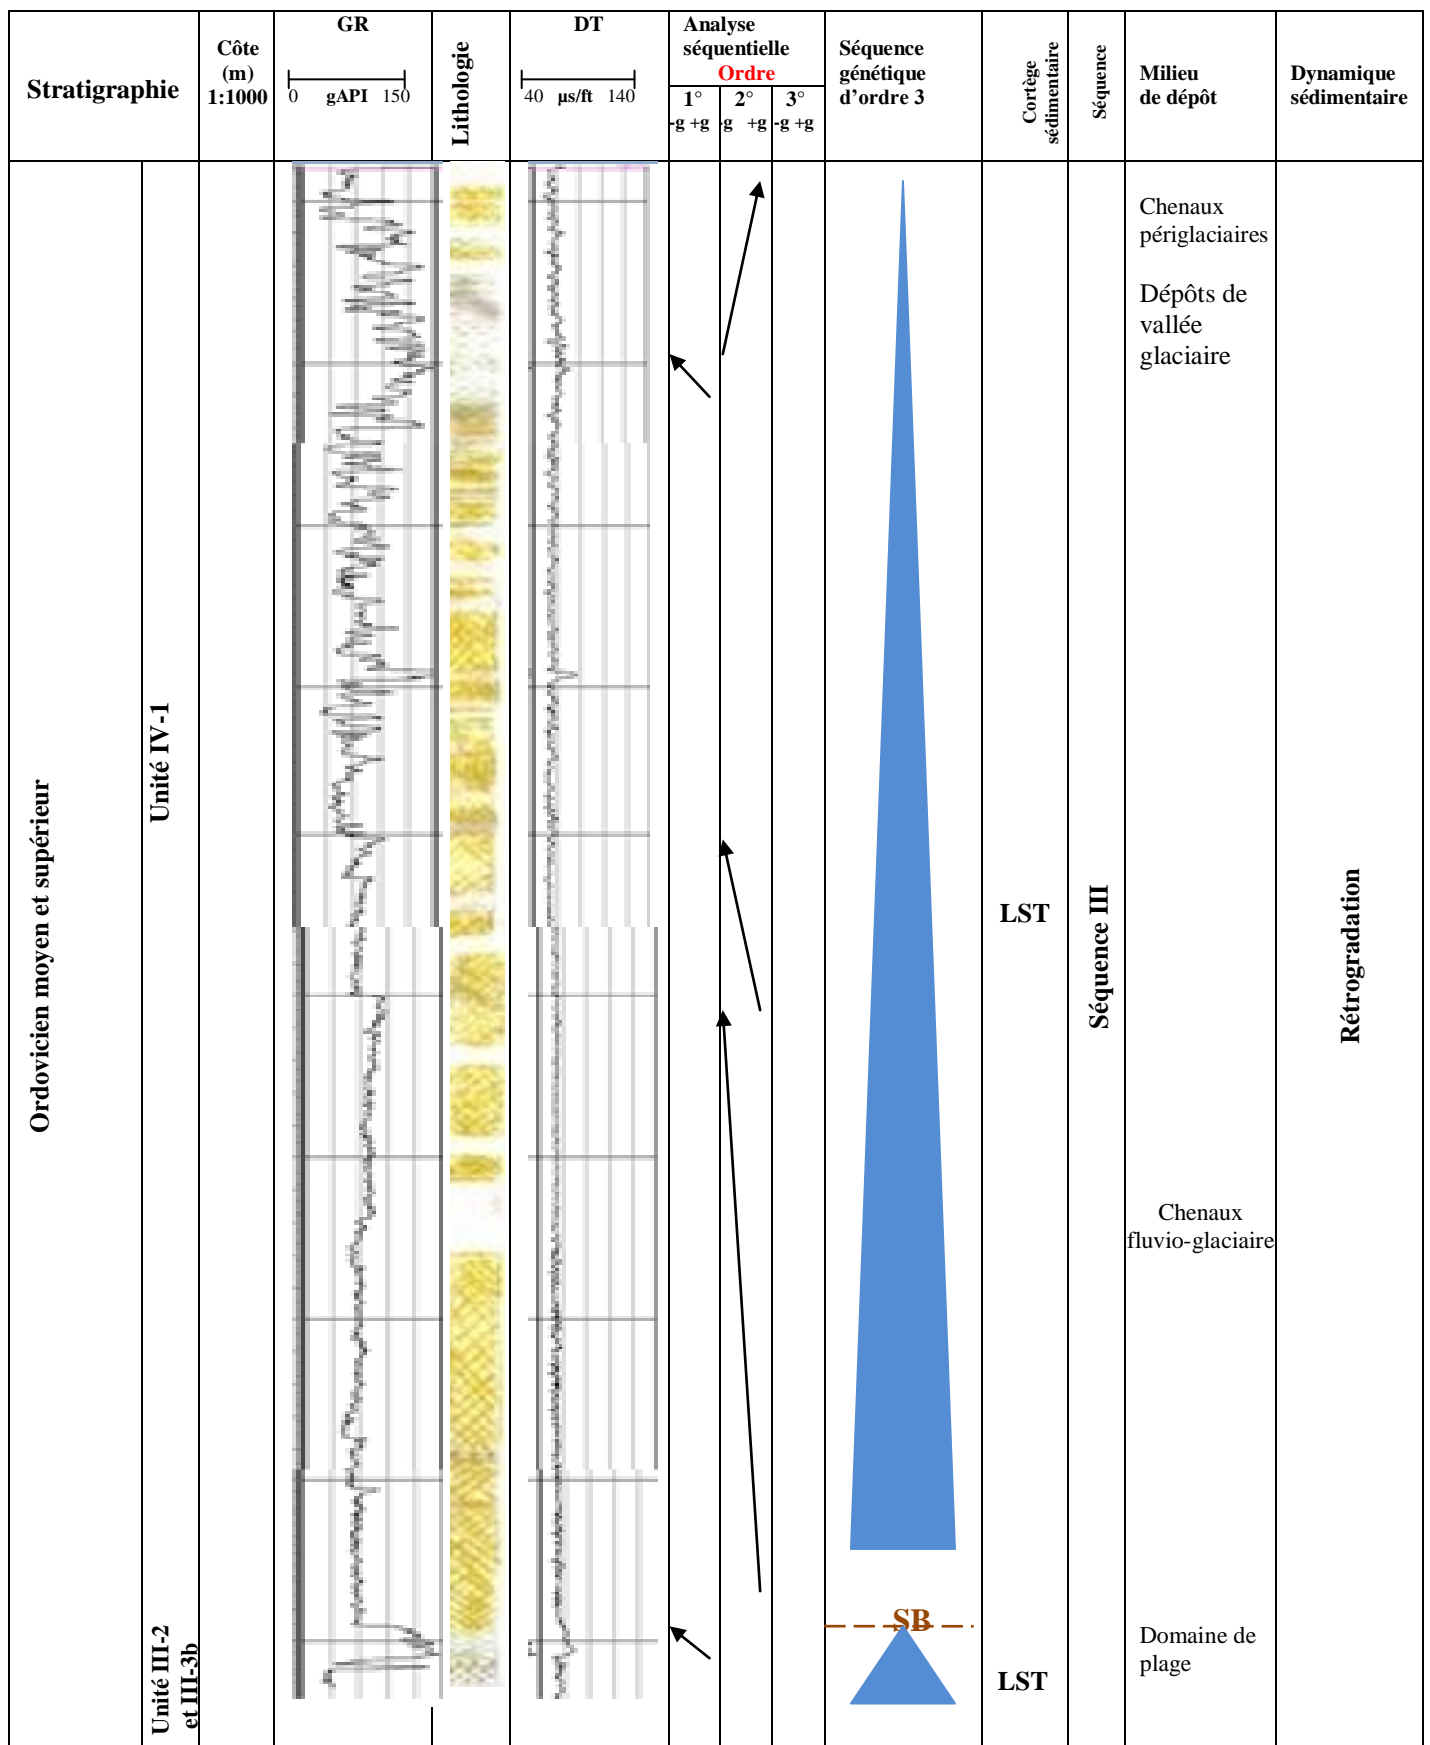 Stratigraphie
Côte
(m)
1:1000
GR
0 gAPI 150
Lithologie
DT
40 µs/ft 140
Analyse
séquentielle
Ordre
1° 2° 3°
-g +g -g +g -g +g
Séquence
génétique
d’ordre 3
Cortège
sédimentaire
Séquence
Milieu
de dépôt
Dynamique
sédimentaire
Ordovicien moyen et supérieur
Unité IV-1
Unité III-2
et III-3b
SB
LST
LST
Séquence III
Chenaux
périglaciaires
Dépôts de
vallée
glaciaire
Chenaux
fluvio-glaciaire
Domaine de
plage
Rétrogradation